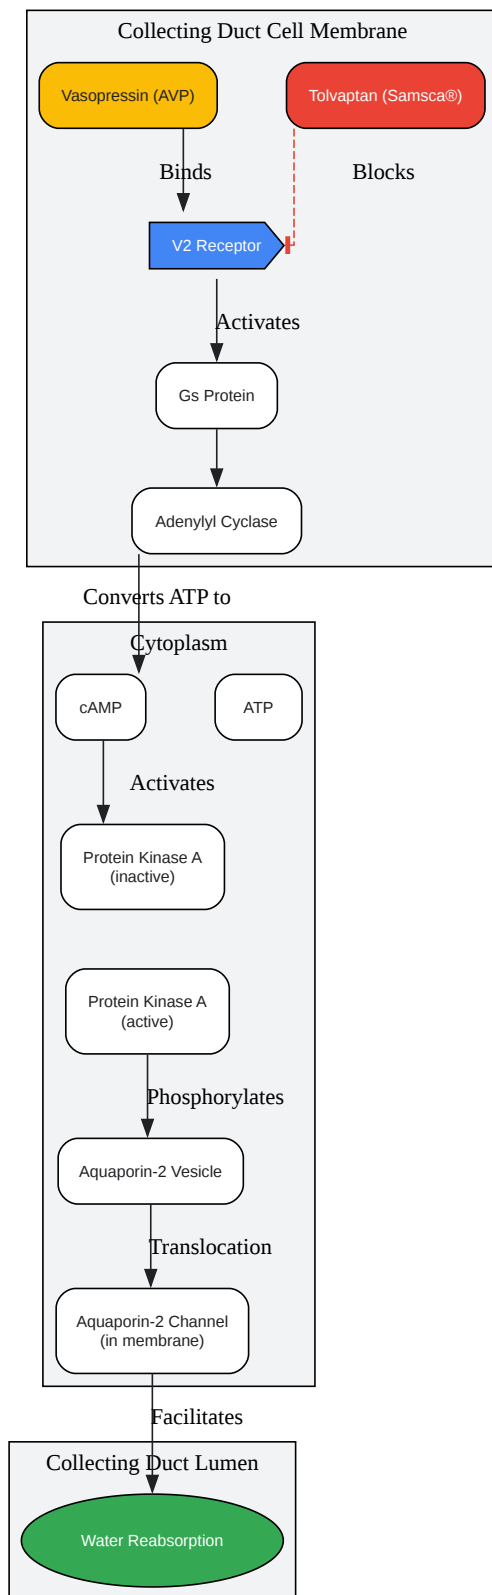 Collecting Duct Cell Membrane
Vasopressin (AVP)
Tolvaptan (Samsca®)
Binds
Blocks
V2 Receptor
Activates
Gs Protein
Adenylyl Cyclase
Converts ATP to
Cytoplasm
cAMP
ATP
Activates
Protein Kinase A
(inactive)
Protein Kinase A
(active)
Phosphorylates
Aquaporin-2 Vesicle
Translocation
Aquaporin-2 Channel
(in membrane)
Facilitates
Collecting Duct Lumen
Water Reabsorption